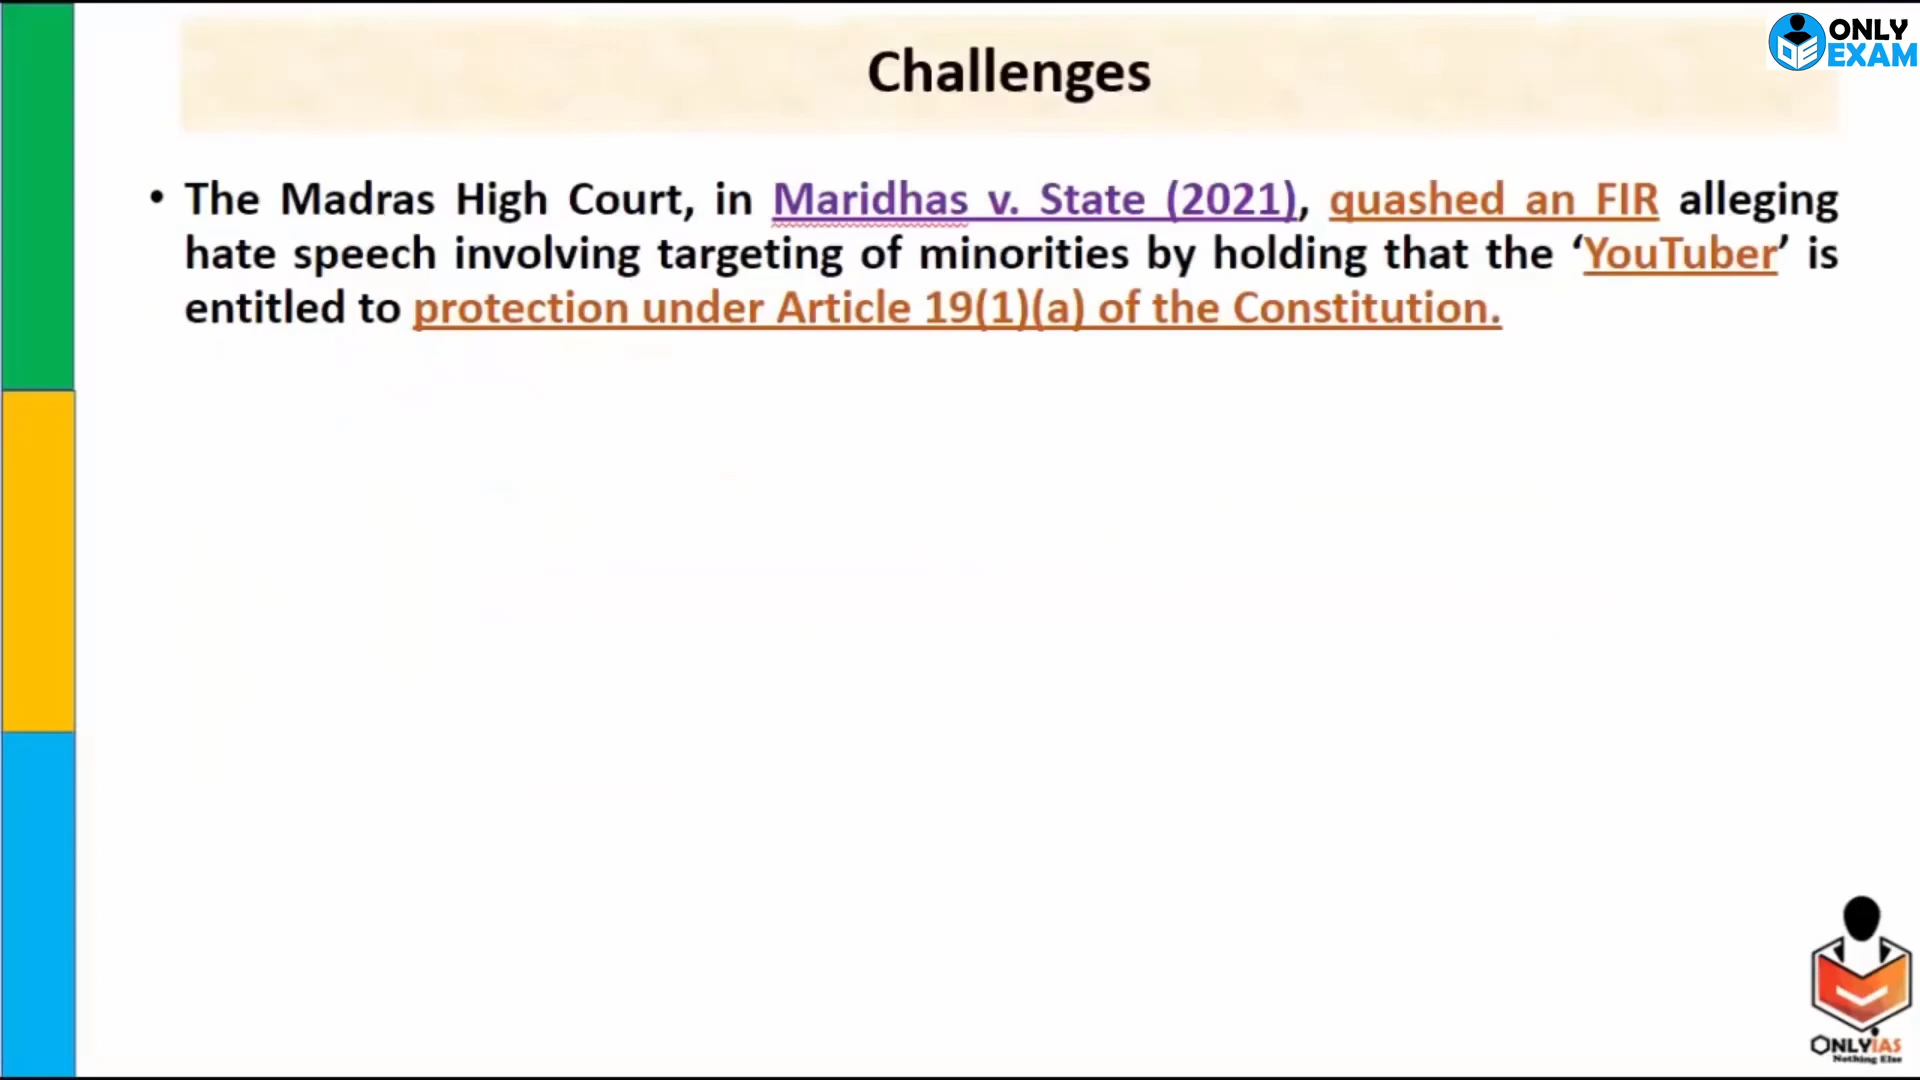 ONLY
EXAM
Challenges
• The Madras High Court, in Maridhas v. State (2021), quashed an FIR alleging
hate speech involving targeting of minorities by holding that the ‘YouTuber’ is
entitled to protection under Article 19(1)(a) of the Constitution.
ONLYIAS
Nothing Else